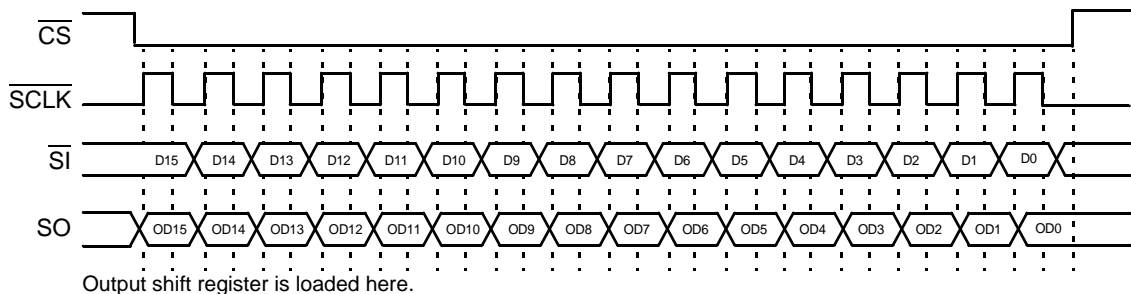 CS
SCLK
SI D15 D14 D13 D12 D11 D10 D9 D8 D7 D6 D5 D4 D3 D2 D1 D0
SO OD15 OD14 OD13 OD12 OD11 OD10 OD9 OD8 OD7 OD6 OD5 OD4 OD3 OD2 OD1 OD0
Output shift register is loaded here.